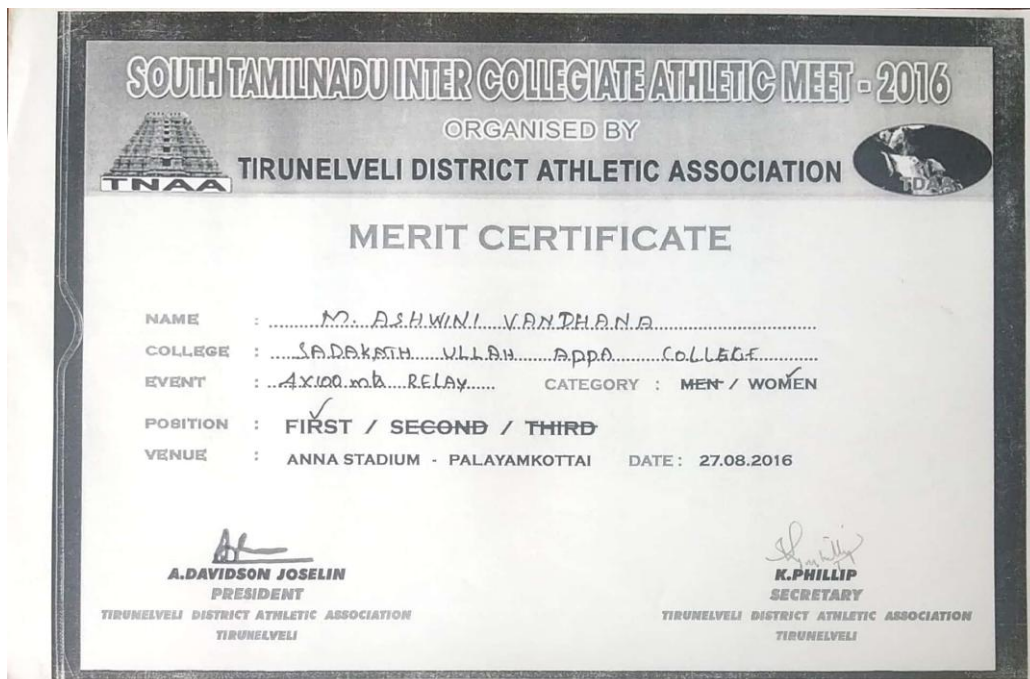 SOUTH TAMILNADU INTER COLLEGIATE ATHLETIC MEET - 2016
ORGANISED BY
TNAA
TIRUNELVELI DISTRICT ATHLETIC ASSOCIATION
TDAA
MERIT CERTIFICATE
NAME : M. ASHWINI VANDHANA
COLLEGE : SADAKATH ULLAH APPA COLLEGE
EVENT : 4x100 mts RELAY CATEGORY : MEN / WOMEN
POSITION : FIRST / SECOND / THIRD
VENUE : ANNA STADIUM - PALAYAMKOTTAI DATE : 27.08.2016
A.DAVIDSON JOSELIN
PRESIDENT
TIRUNELVELI DISTRICT ATHLETIC ASSOCIATION
TIRUNELVELI
K.PHILLIP
SECRETARY
TIRUNELVELI DISTRICT ATHLETIC ASSOCIATION
TIRUNELVELI